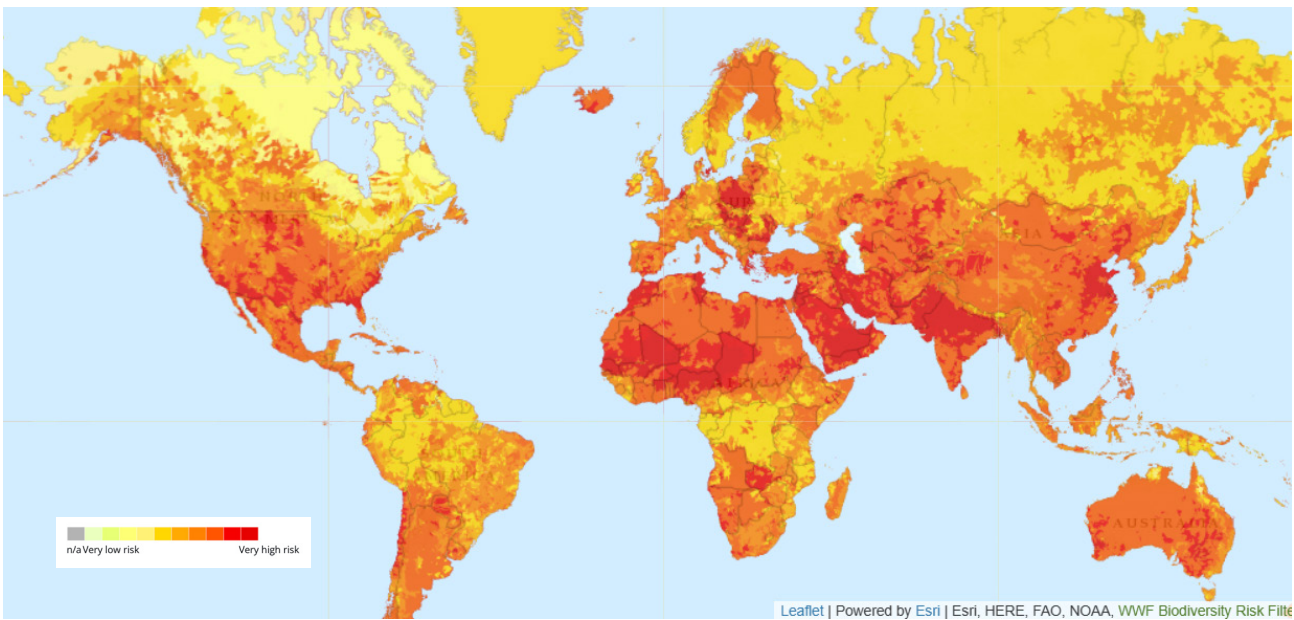 AUSTRALIA
n/a Very low risk
Very high risk
Leaflet | Powered by Esri | Esri, HERE, FAO, NOAA, WWF Biodiversity Risk Filte